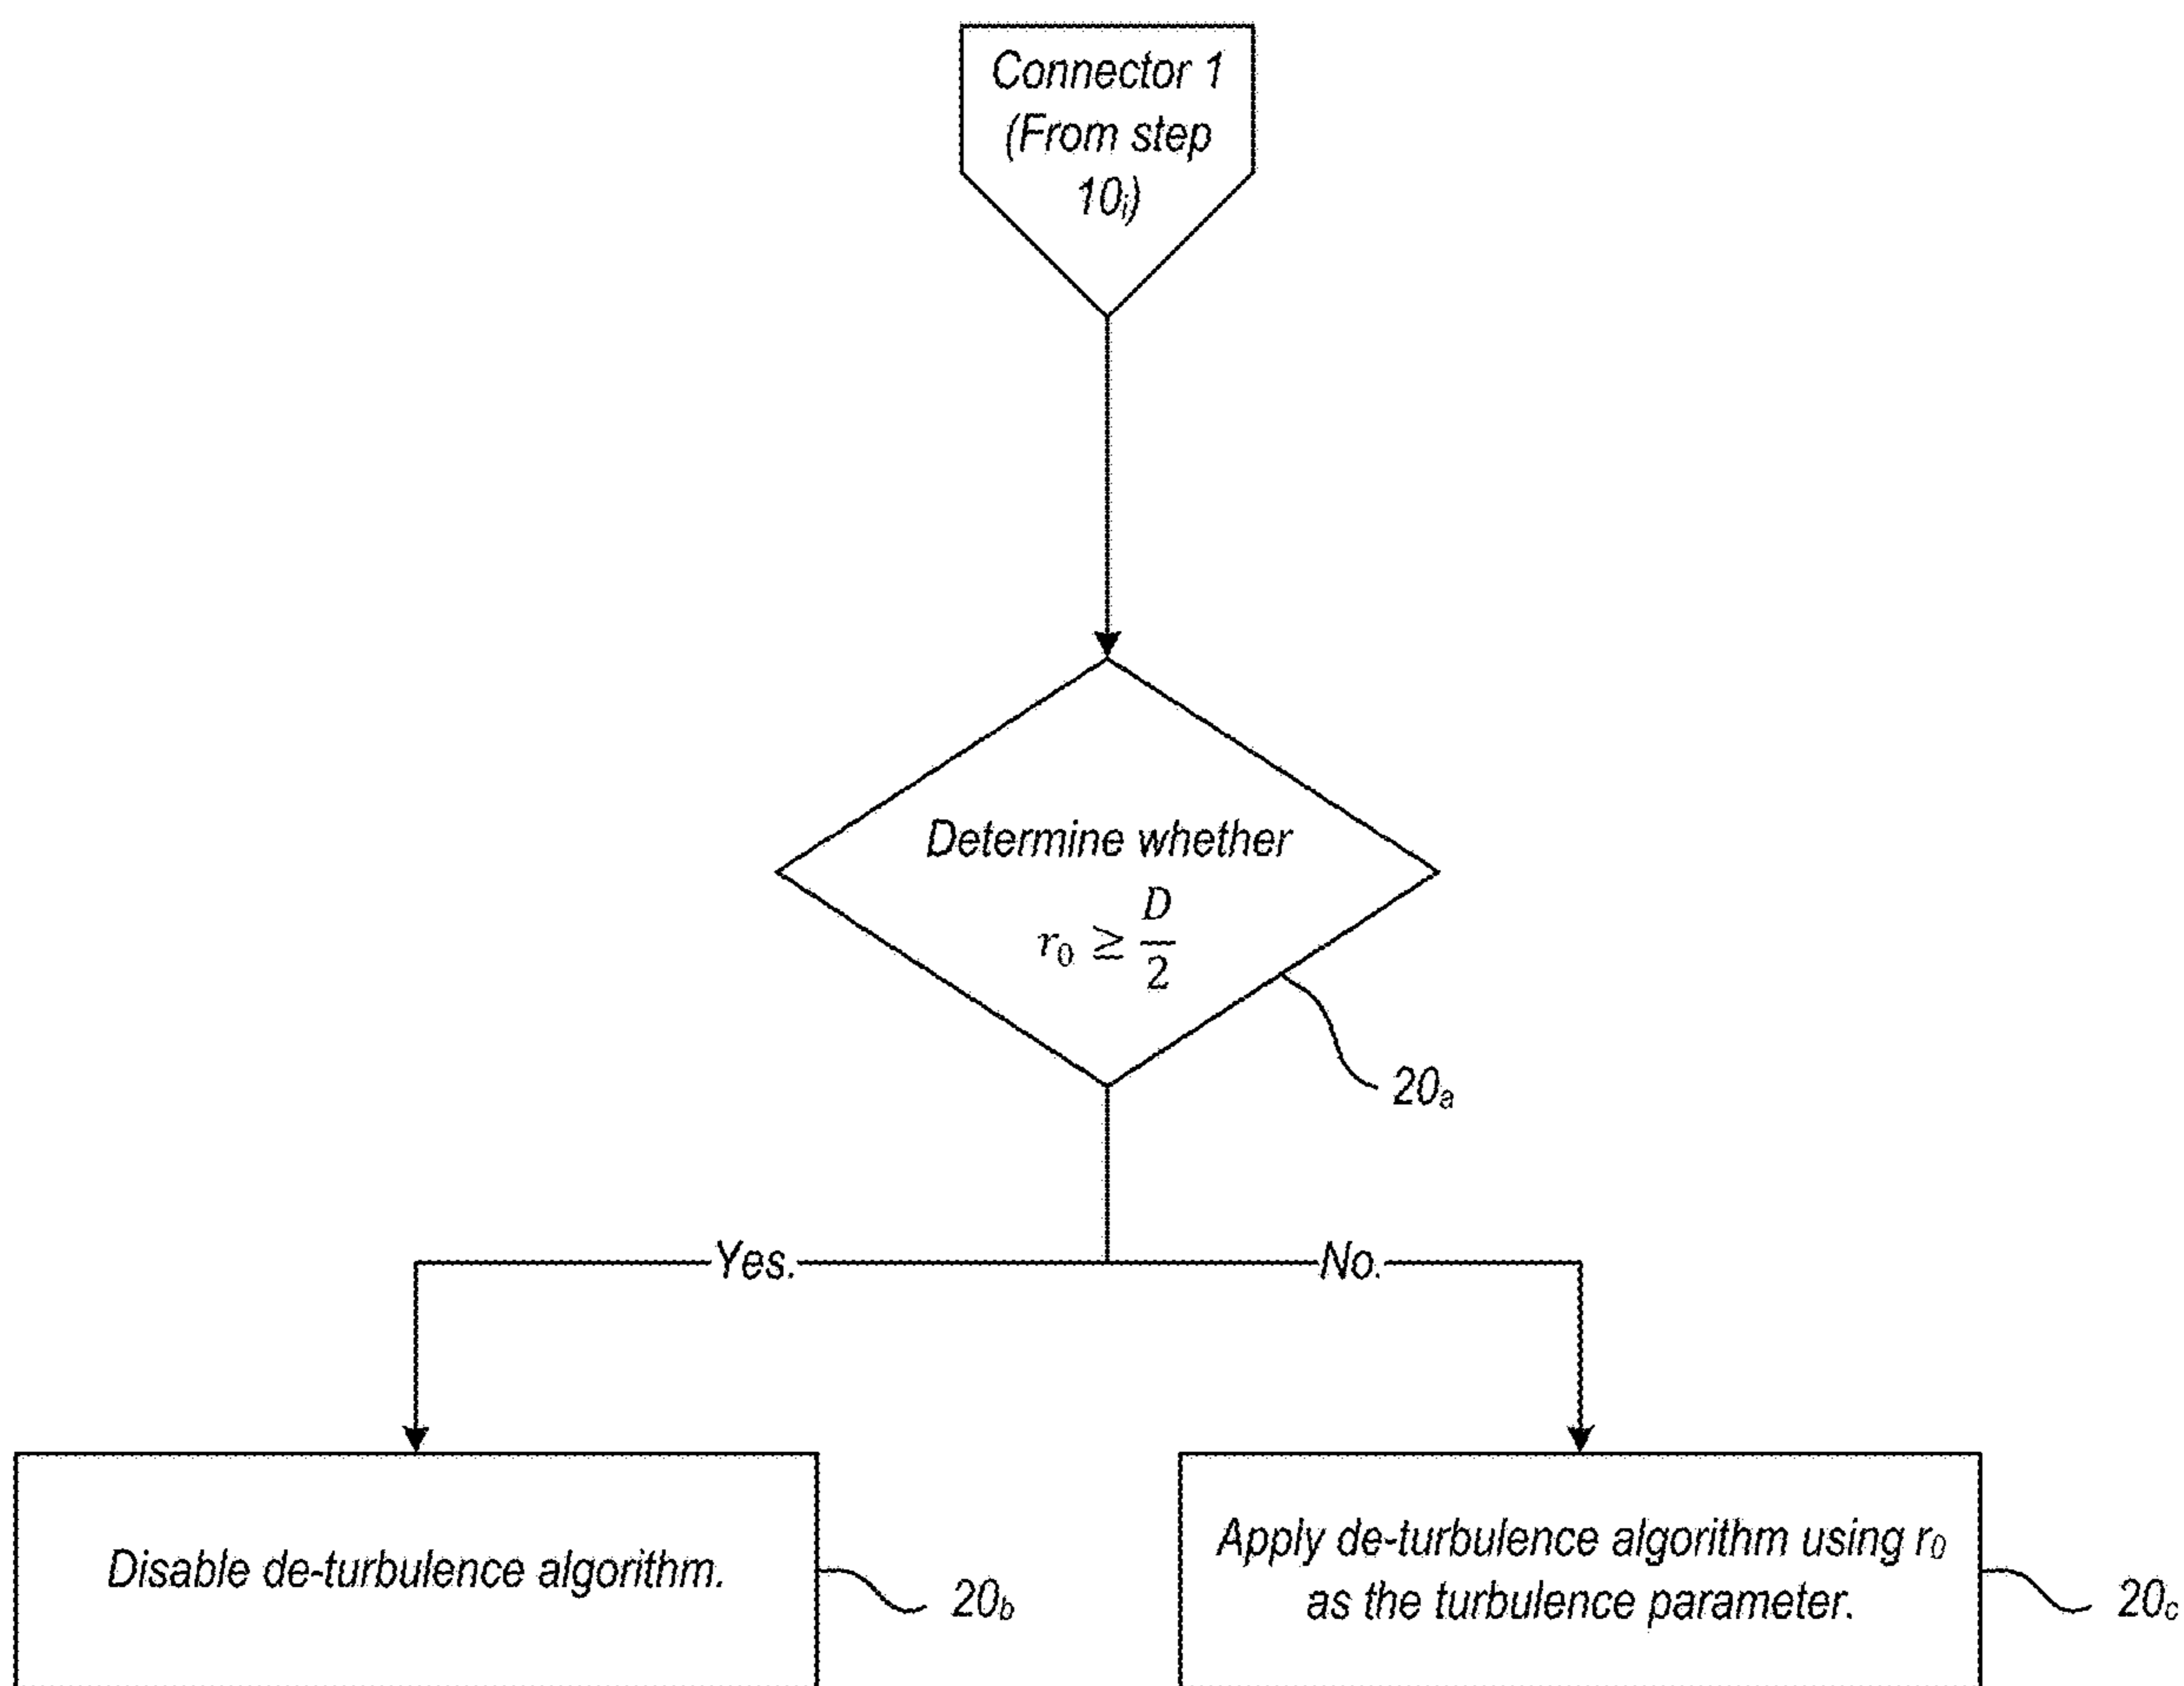 Connector 1
(From step
10i)
Determine whether
r₀ ≥ D/2
20a
Yes.
No.
Disable de-turbulence algorithm.
20b
Apply de-turbulence algorithm using r₀
as the turbulence parameter.
20c